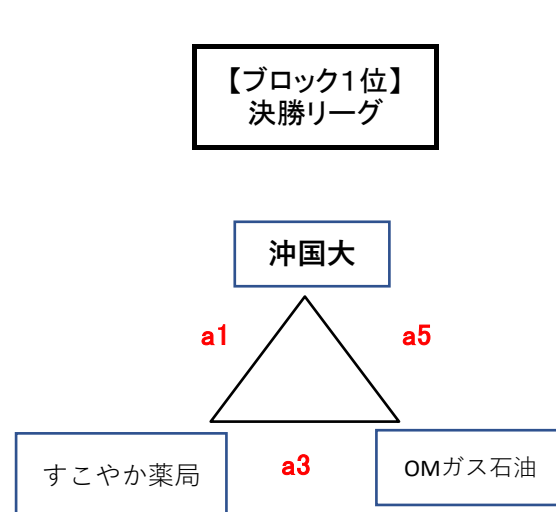 【ブロック１位】
決勝リーグ
沖国大
a1
a5
すこやか薬局
a3
OMガス石油